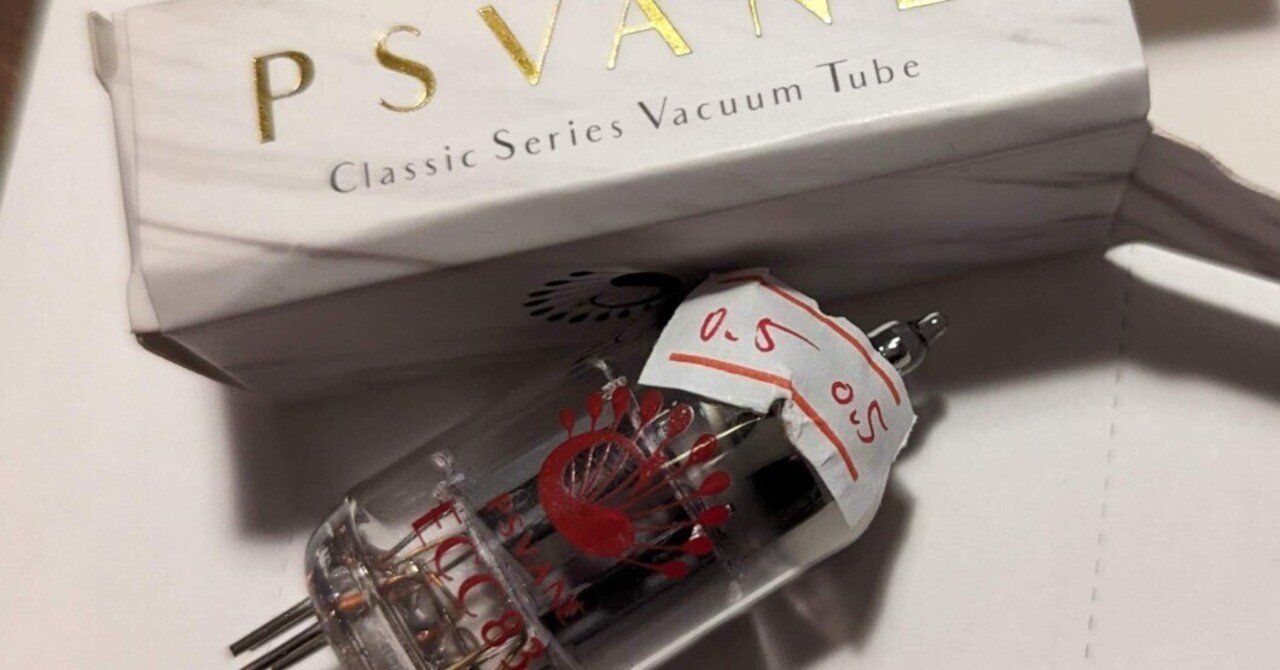 PSVANE
Classic Series Vacuum Tube
0.5
0.5
PSVANE
ECC83